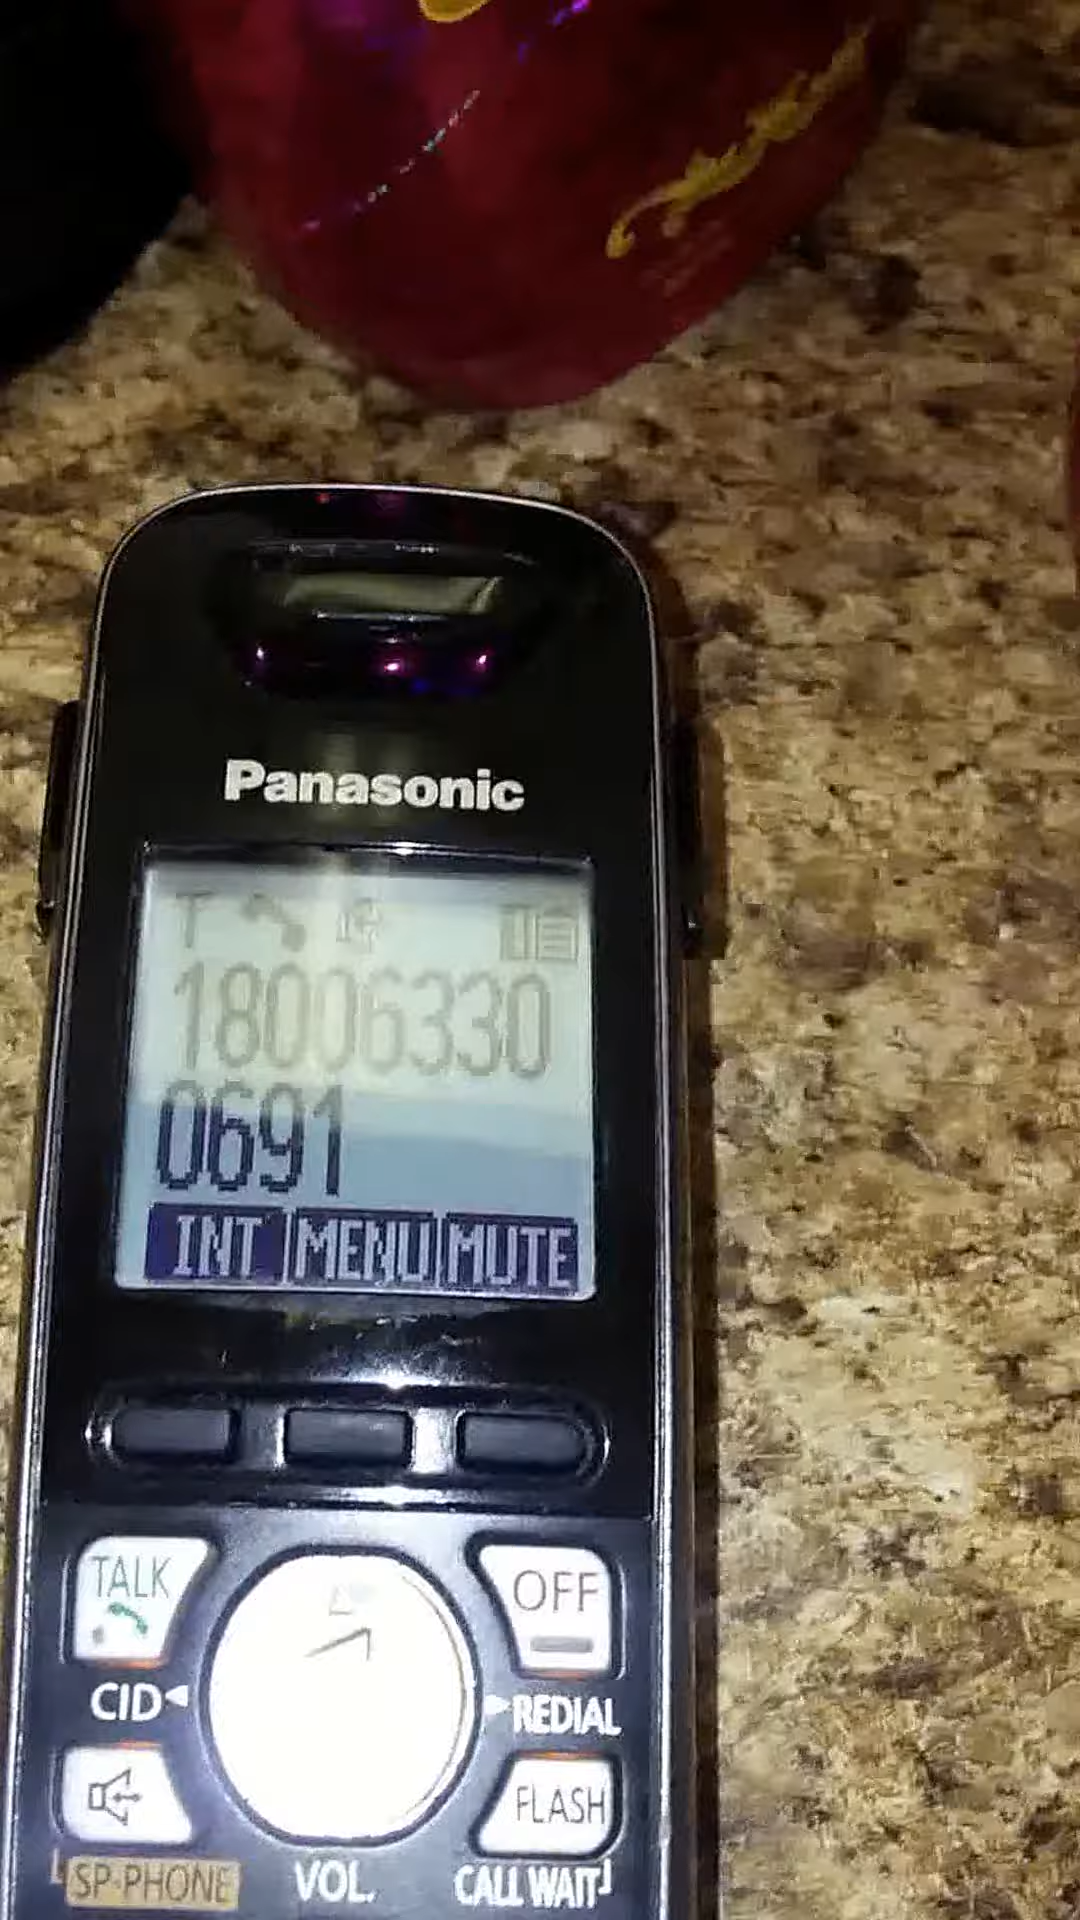 Panasonic
18006330
0691
INT MENU MUTE
TALK
OFF
CID
REDIAL
FLASH
SP-PHONE
VOL.
CALL WAIT